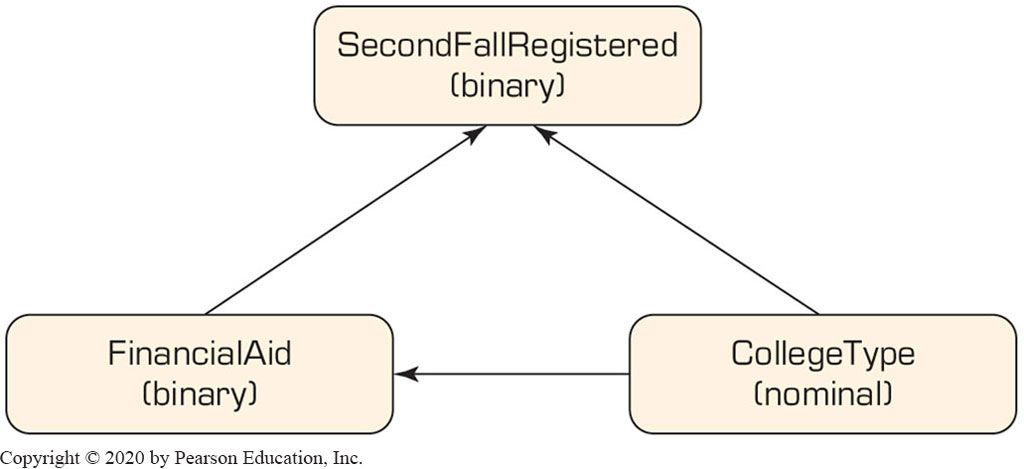 SecondFallRegistered
(binary)
FinancialAid
(binary)
CollegeType
(nominal)
Copyright © 2020 by Pearson Education, Inc.